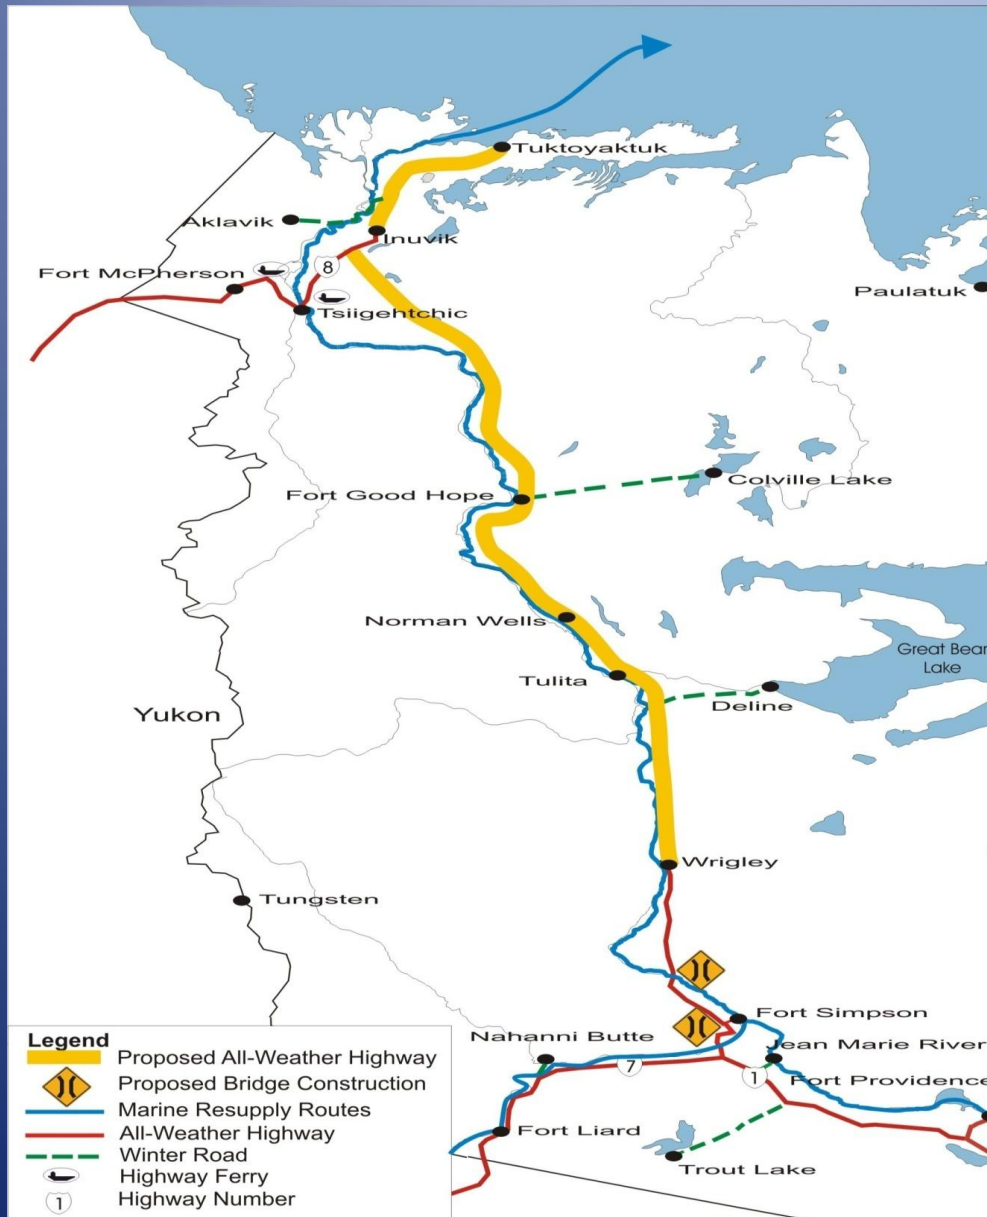 Tuktoyaktuk
Aklavik
Inuvik
Fort McPherson
8
Paulatuk
Tsiigehtchic
Colville Lake
Fort Good Hope
Norman Wells
Great Bear
Lake
Tulita
Deline
Yukon
Wrigley
Tungsten
Fort Simpson
Nahanni Butte
Jean Marie River
7
1
Fort Providence
Fort Liard
Trout Lake
Legend
Proposed All-Weather Highway
Proposed Bridge Construction
Marine Resupply Routes
All-Weather Highway
Winter Road
Highway Ferry
1
Highway Number